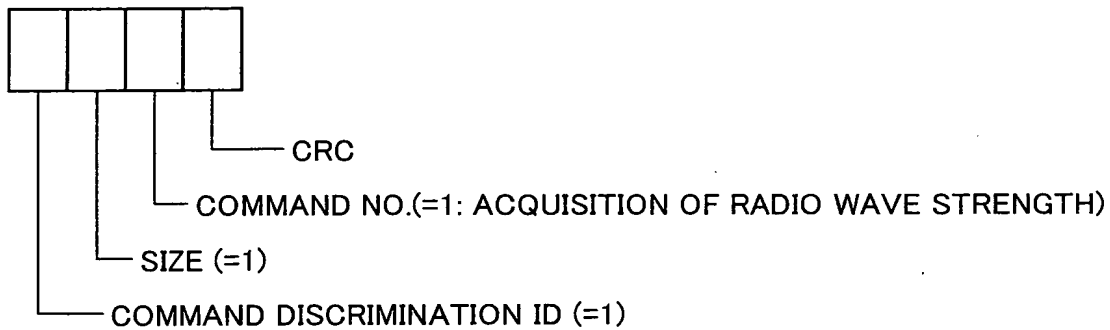 CRC
COMMAND NO.(=1: ACQUISITION OF RADIO WAVE STRENGTH)
SIZE (=1)
COMMAND DISCRIMINATION ID (=1)